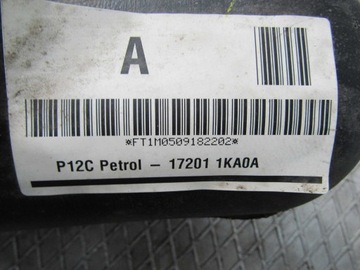 A
*FT1M0509182202*
P12C Petrol – 17201 1KA0A